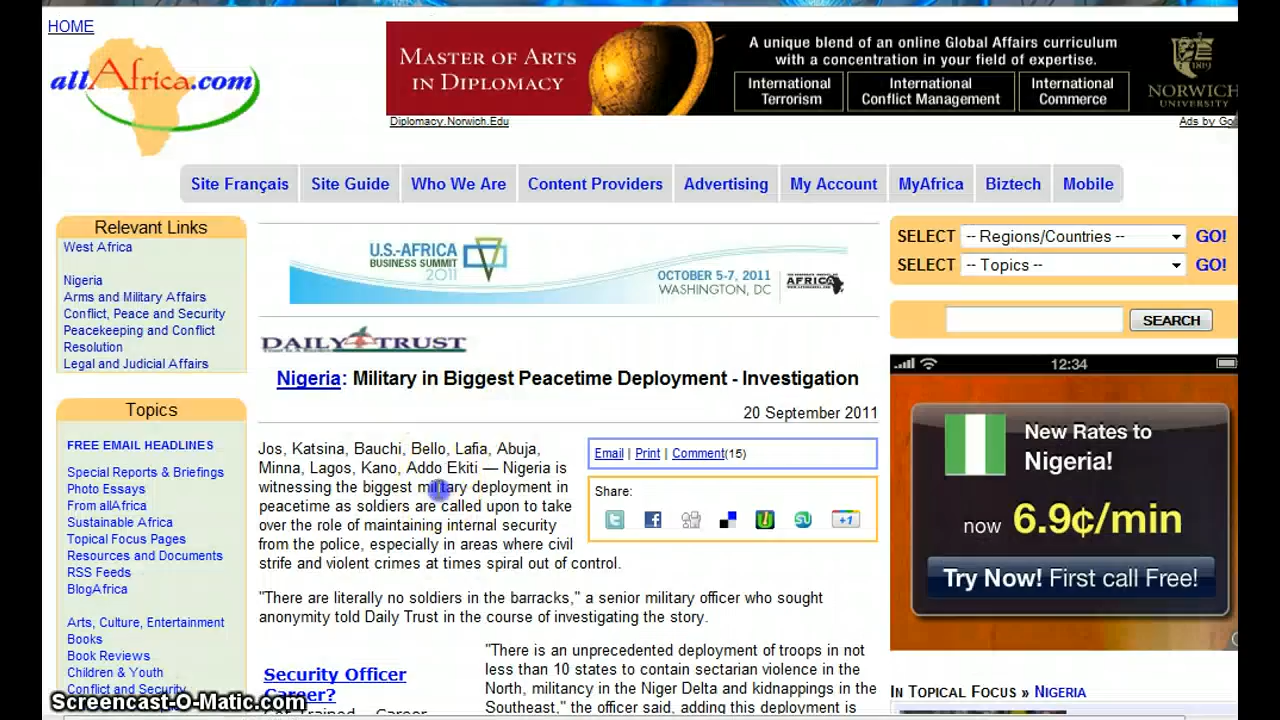 HOME
allAfrica.com
MASTER OF ARTS
IN DIPLOMACY
A unique blend of an online Global Affairs curriculum
with a concentration in your field of expertise.
International
Terrorism
International
Conflict Management
International
Commerce
1819
NORWICH
UNIVERSITY
Diplomacy.Norwich.Edu
Ads by Go
Site Français
Site Guide
Who We Are
Content Providers
Advertising
My Account
MyAfrica
Biztech
Mobile
Relevant Links
West Africa
Nigeria
Arms and Military Affairs
Conflict, Peace and Security
Peacekeeping and Conflict
Resolution
Legal and Judicial Affairs
Topics
FREE EMAIL HEADLINES
Special Reports & Briefings
Photo Essays
From allAfrica
Sustainable Africa
Topical Focus Pages
Resources and Documents
RSS Feeds
BlogAfrica
Arts, Culture, Entertainment
Books
Book Reviews
Children & Youth
Conflict and Security
Screencast-O-Matic.com
U.S.-AFRICA
BUSINESS SUMMIT
2011
OCTOBER 5-7, 2011
WASHINGTON, DC
AFRICA
DAILY TRUST
Nigeria: Military in Biggest Peacetime Deployment - Investigation
20 September 2011
Jos, Katsina, Bauchi, Bello, Lafia, Abuja,
Minna, Lagos, Kano, Addo Ekiti — Nigeria is
witnessing the biggest military deployment in
peacetime as soldiers are called upon to take
over the role of maintaining internal security
from the police, especially in areas where civil
strife and violent crimes at times spiral out of control.
Email | Print | Comment(15)
Share:
+1
"There are literally no soldiers in the barracks," a senior military officer who sought
anonymity told Daily Trust in the course of investigating the story.
Security Officer
Career?
Get Trained - Career
"There is an unprecedented deployment of troops in not
less than 10 states to contain sectarian violence in the
North, militancy in the Niger Delta and kidnappings in the
Southeast," the officer said, adding this deployment is
SELECT -- Regions/Countries -- GO!
SELECT -- Topics -- GO!
SEARCH
12:34
New Rates to
Nigeria!
now 6.9¢/min
Try Now! First call Free!
IN TOPICAL FOCUS » NIGERIA